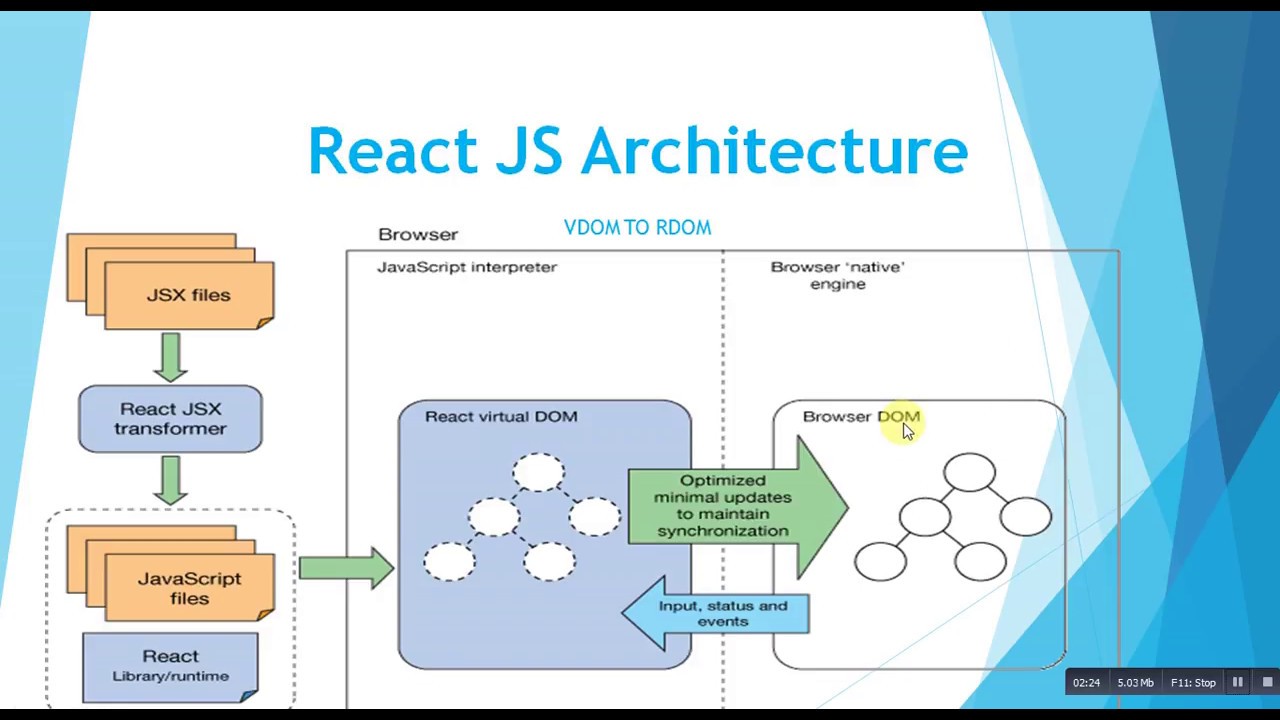 React JS Architecture
VDOM TO RDOM
Browser
JavaScript interpreter
Browser ‘native’
engine
JSX files
React JSX
transformer
JavaScript
files
React
Library/runtime
React virtual DOM
Optimized
minimal updates
to maintain
synchronization
Input, status and
events
Browser DOM
02:24 5.03 Mb F11: Stop